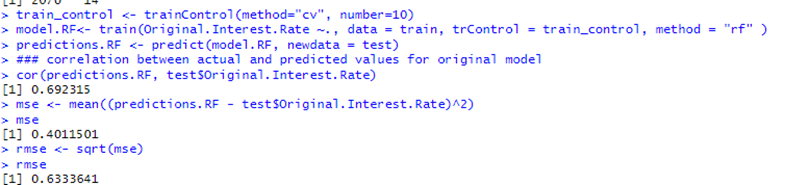 [1] 2070 14
> train_control <- trainControl(method="cv", number=10)
> model.RF<- train(Original.Interest.Rate ~., data = train, trControl = train_control, method = "rf" )
> predictions.RF <- predict(model.RF, newdata = test)
> ### correlation between actual and predicted values for original model
> cor(predictions.RF, test$Original.Interest.Rate)
[1] 0.692315
> mse <- mean((predictions.RF - test$Original.Interest.Rate)^2)
> mse
[1] 0.4011501
> rmse <- sqrt(mse)
> rmse
[1] 0.6333641